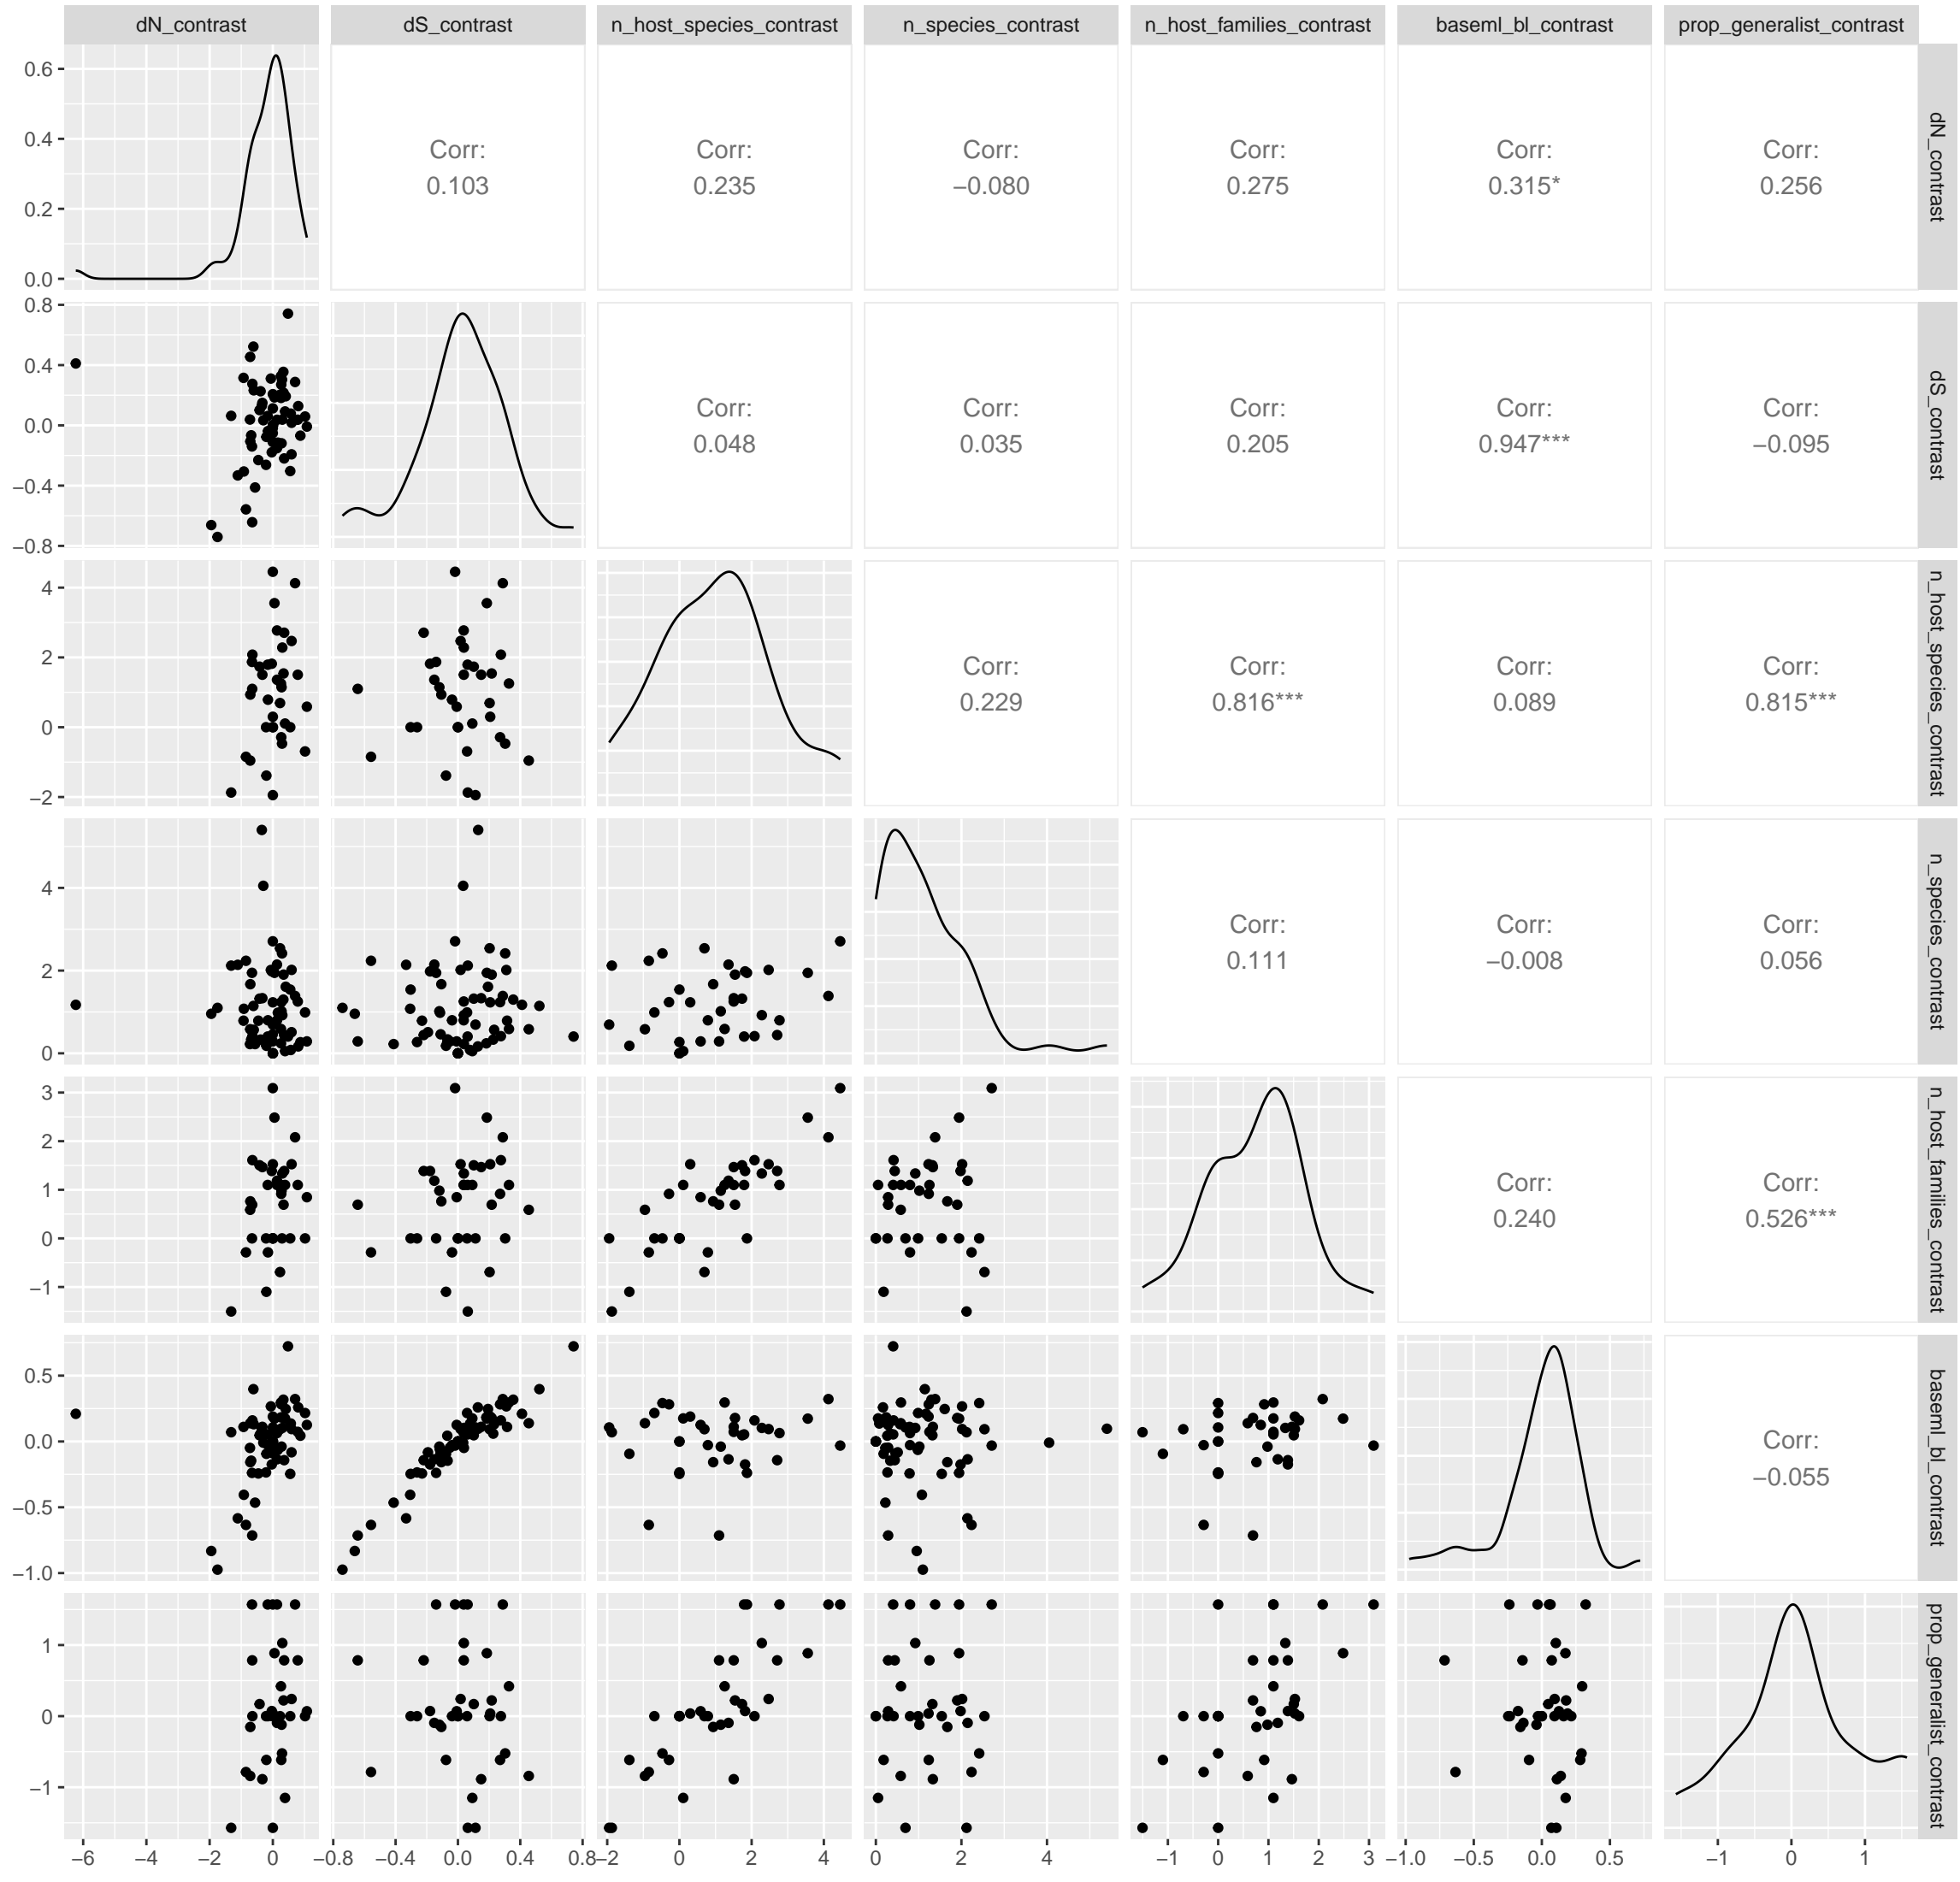 dN_contrast dS_contrast n_host_species_contrast n_species_contrast n_host_families_contrast baseml_bl_contrast prop_generalist_contrast
0.6
0.4
0.2
0.0
Corr: Corr: Corr: Corr: Corr: Corr:
0.103 0.235 −0.080 0.275 0.315* 0.256
dN_contrast
0.8
0.4
0.0
−0.4
−0.8
Corr: Corr: Corr: Corr: Corr:
0.048 0.035 0.205 0.947*** −0.095
dS_contrast
4
2
0
−2
Corr: Corr: Corr: Corr:
0.229 0.816*** 0.089 0.815***
n_host_species_contrast
4
2
0
Corr: Corr: Corr:
0.111 −0.008 0.056
n_species_contrast
3
2
1
0
−1
Corr: Corr:
0.240 0.526***
n_host_families_contrast
0.5
0.0
−0.5
−1.0
Corr:
−0.055
baseml_bl_contrast
1
0
−1
prop_generalist_contrast
−6 −4 −2 0 −0.8 −0.4 0.0 0.4 0.8 −2 0 2 4 0 2 4 −1 0 1 2 3 −1.0 −0.5 0.0 0.5 −1 0 1